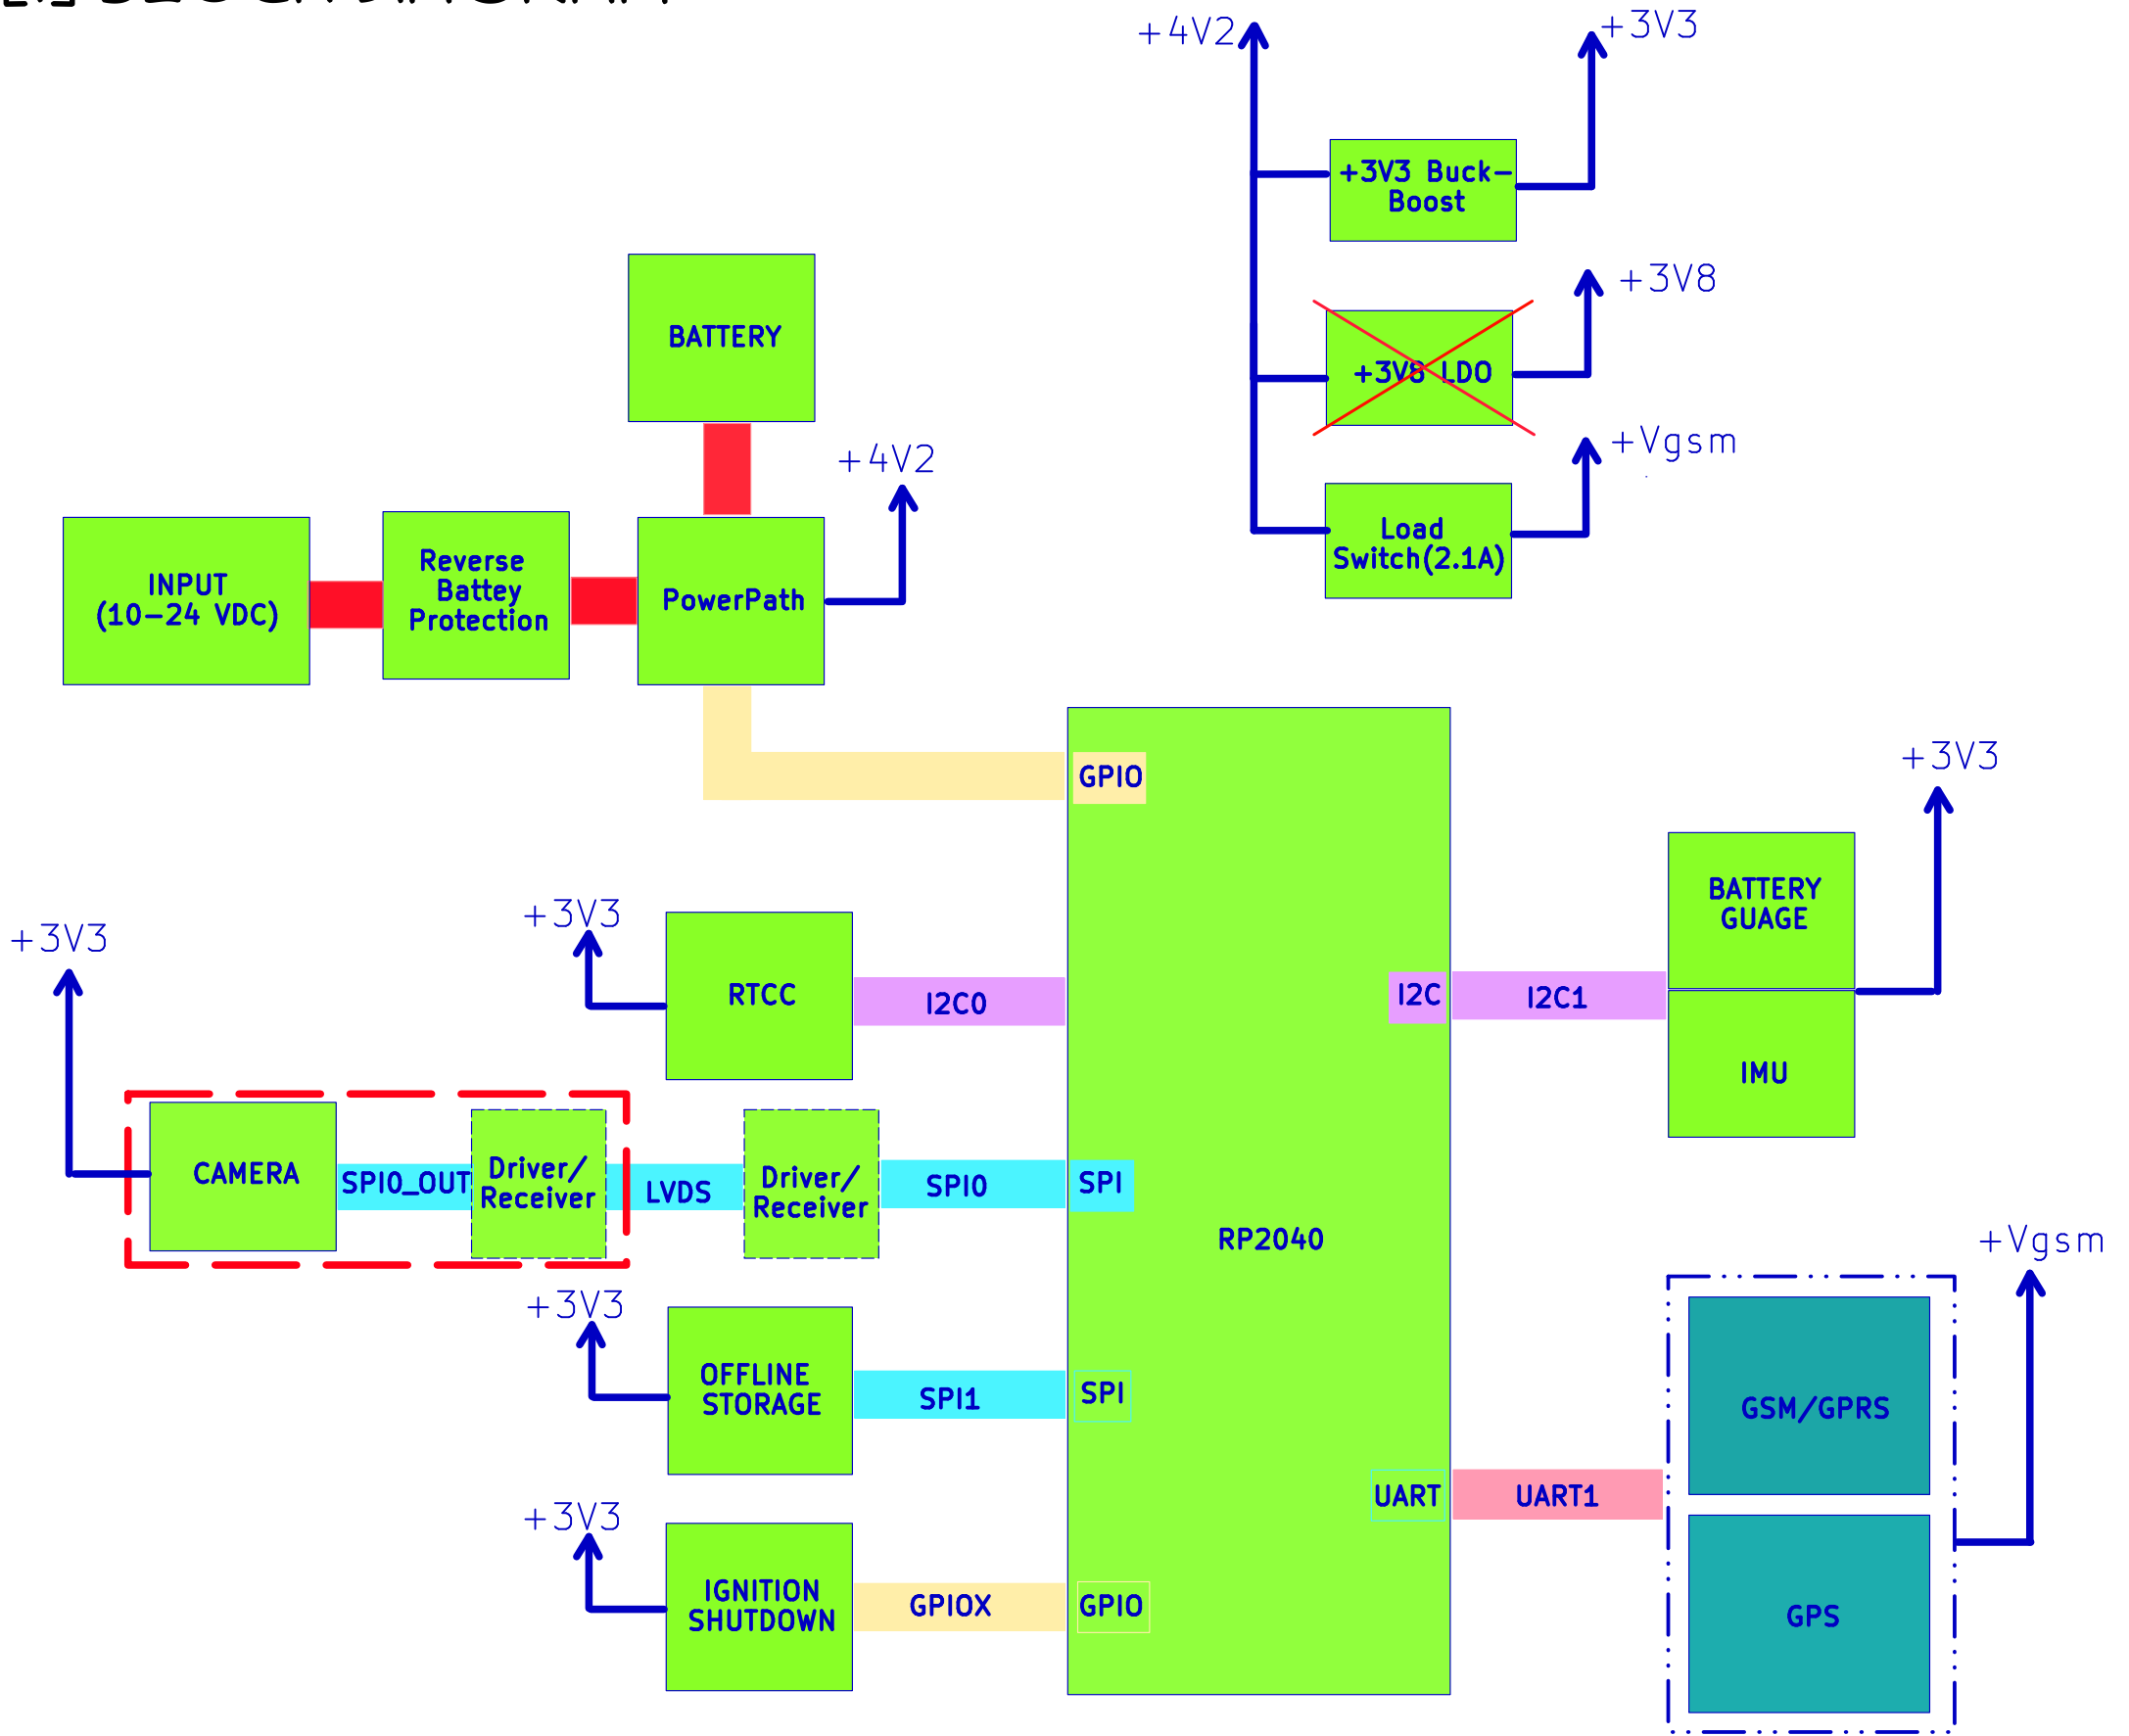 +4V2
+3V3
+3V3 Buck-
Boost
+3V8
BATTERY
+3V8 LDO
+4V2
+Vgsm
Load
Switch(2.1A)
INPUT
(10-24 VDC)
Reverse
Battey
Protection
PowerPath
GPIO
+3V3
+3V3
+3V3
BATTERY
GUAGE
RTCC
I2C0
I2C
I2C1
IMU
CAMERA
SPI0_OUT
Driver/
Receiver
LVDS
Driver/
Receiver
SPI0
SPI
RP2040
+Vgsm
+3V3
OFFLINE
STORAGE
SPI1
SPI
GSM/GPRS
UART
UART1
+3V3
IGNITION
SHUTDOWN
GPIOX
GPIO
GPS